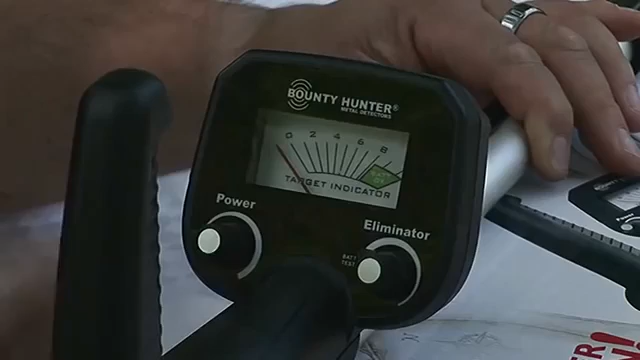 BOUNTY HUNTER®
METAL DETECTORS
0 2 4 6 8
TARGET INDICATOR
Power
Eliminator
BATT
TEST